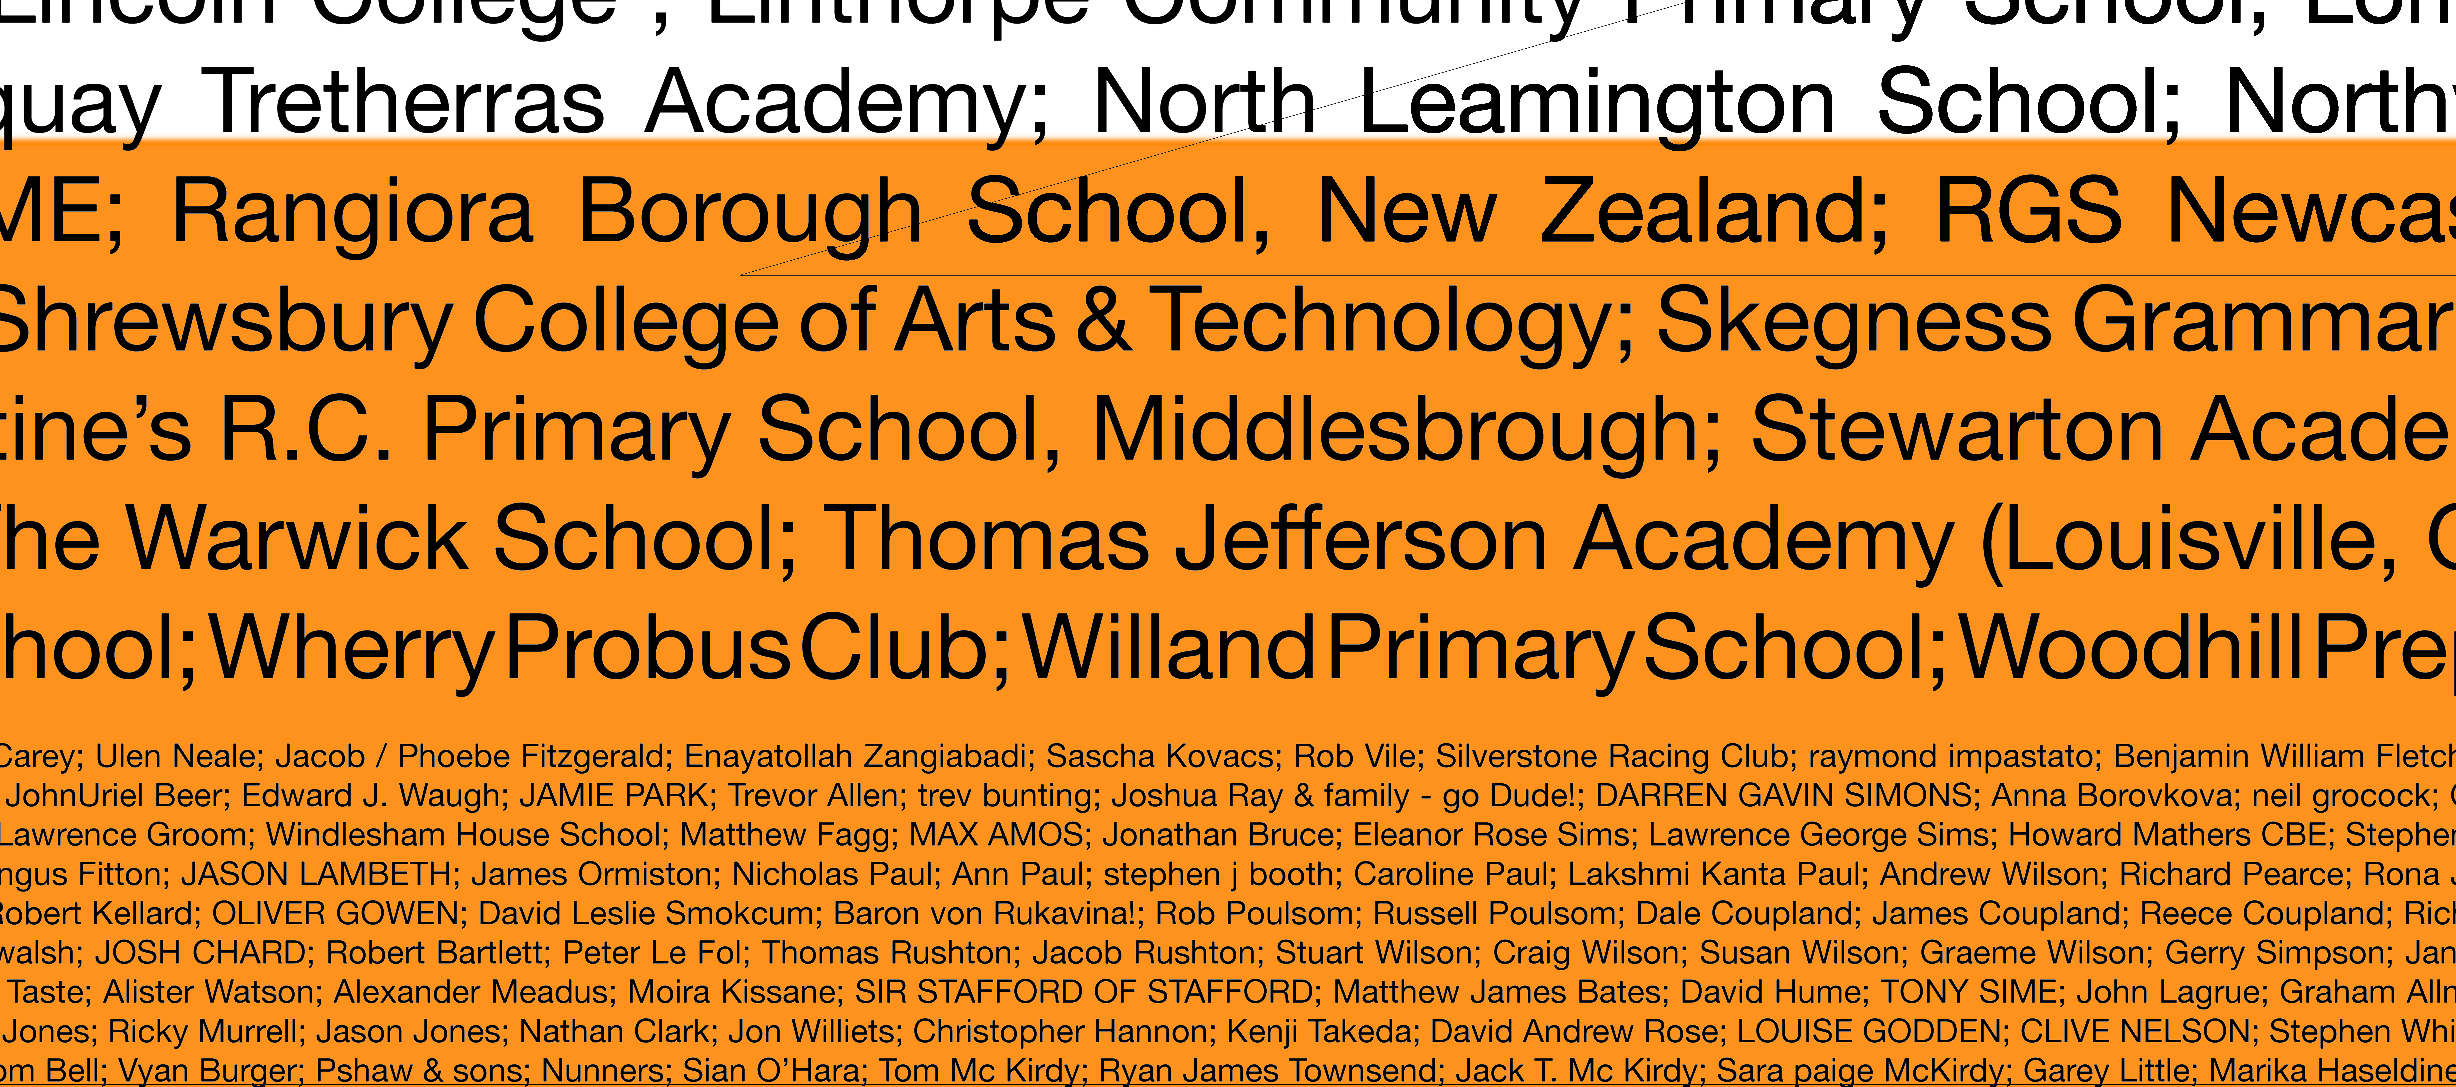 Lincoln College ; Linthorpe Community Primary School; Lon
quay Tretherras Academy; North Leamington School; North
ME; Rangiora Borough School, New Zealand; RGS Newcas
Shrewsbury College of Arts & Technology; Skegness Grammar
tine’s R.C. Primary School, Middlesbrough; Stewarton Acade
The Warwick School; Thomas Jefferson Academy (Louisville,
hool; Wherry Probus Club; Willand Primary School; Woodhill Prep
Carey; Ulen Neale; Jacob / Phoebe Fitzgerald; Enayatollah Zangiabadi; Sascha Kovacs; Rob Vile; Silverstone Racing Club; raymond impastato; Benjamin William Fletch
JohnUriel Beer; Edward J. Waugh; JAMIE PARK; Trevor Allen; trev bunting; Joshua Ray & family - go Dude!; DARREN GAVIN SIMONS; Anna Borovkova; neil grocock;
Lawrence Groom; Windlesham House School; Matthew Fagg; MAX AMOS; Jonathan Bruce; Eleanor Rose Sims; Lawrence George Sims; Howard Mathers CBE; Stephen
ngus Fitton; JASON LAMBETH; James Ormiston; Nicholas Paul; Ann Paul; stephen j booth; Caroline Paul; Lakshmi Kanta Paul; Andrew Wilson; Richard Pearce; Rona
Robert Kellard; OLIVER GOWEN; David Leslie Smokcum; Baron von Rukavina!; Rob Poulsom; Russell Poulsom; Dale Coupland; James Coupland; Reece Coupland; Rich
walsh; JOSH CHARD; Robert Bartlett; Peter Le Fol; Thomas Rushton; Jacob Rushton; Stuart Wilson; Craig Wilson; Susan Wilson; Graeme Wilson; Gerry Simpson; Jan
Taste; Alister Watson; Alexander Meadus; Moira Kissane; SIR STAFFORD OF STAFFORD; Matthew James Bates; David Hume; TONY SIME; John Lagrue; Graham Alln
Jones; Ricky Murrell; Jason Jones; Nathan Clark; Jon Williets; Christopher Hannon; Kenji Takeda; David Andrew Rose; LOUISE GODDEN; CLIVE NELSON; Stephen Whi
om Bell; Vyan Burger; Pshaw & sons; Nunners; Sian O’Hara; Tom Mc Kirdy; Ryan James Townsend; Jack T. Mc Kirdy; Sara paige McKirdy; Garey Little; Marika Haseldine